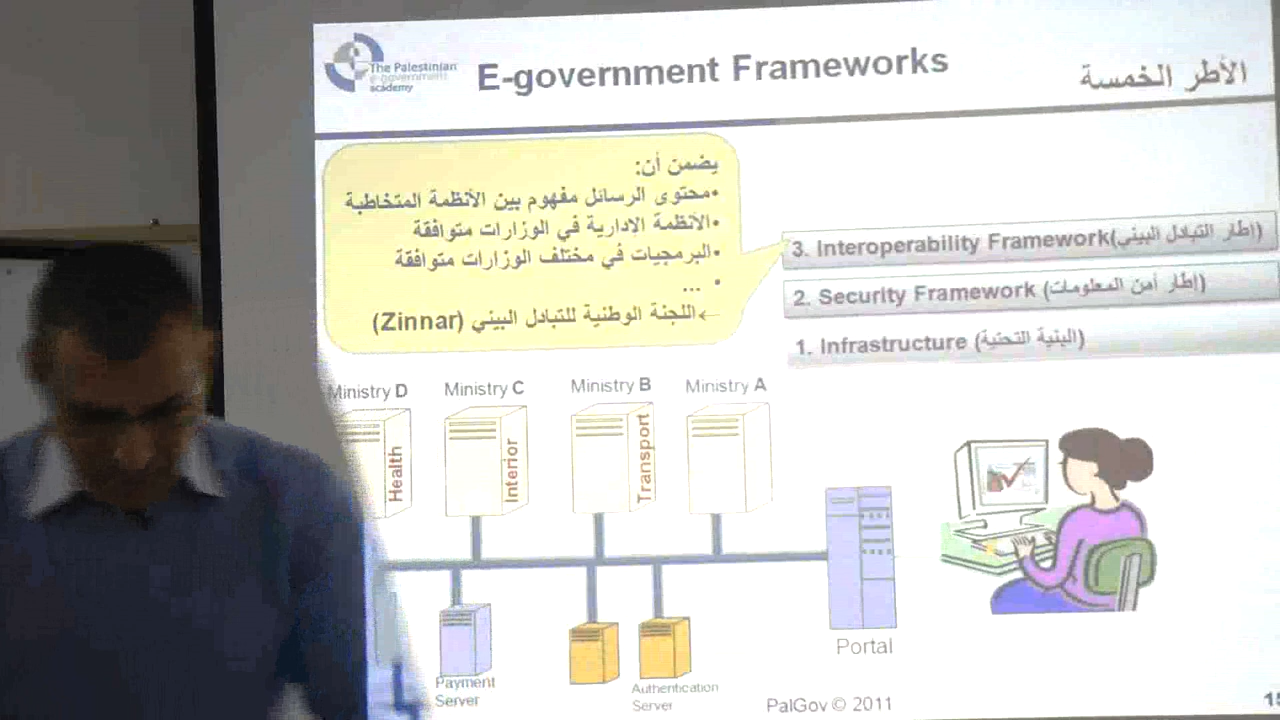 The Palestinian
e-government
academy
E-government Frameworks
الأطر الخمسة
يضمن أن:
•محتوى الرسائل مفهوم بين الأنظمة المتخاطبة
•الأنظمة الإدارية في الوزارات متوافقة
•البرمجيات في مختلف الوزارات متوافقة
• ...
←اللجنة الوطنية للتبادل البيني (Zinnar)
3. Interoperability Framework(إطار التبادل البيني)
2. Security Framework (إطار أمن المعلومات)
1. Infrastructure (البنية التحتية)
Ministry D
Ministry C
Ministry B
Ministry A
Health
Interior
Transport
Portal
Payment
Server
Authentication
Server
PalGov © 2011